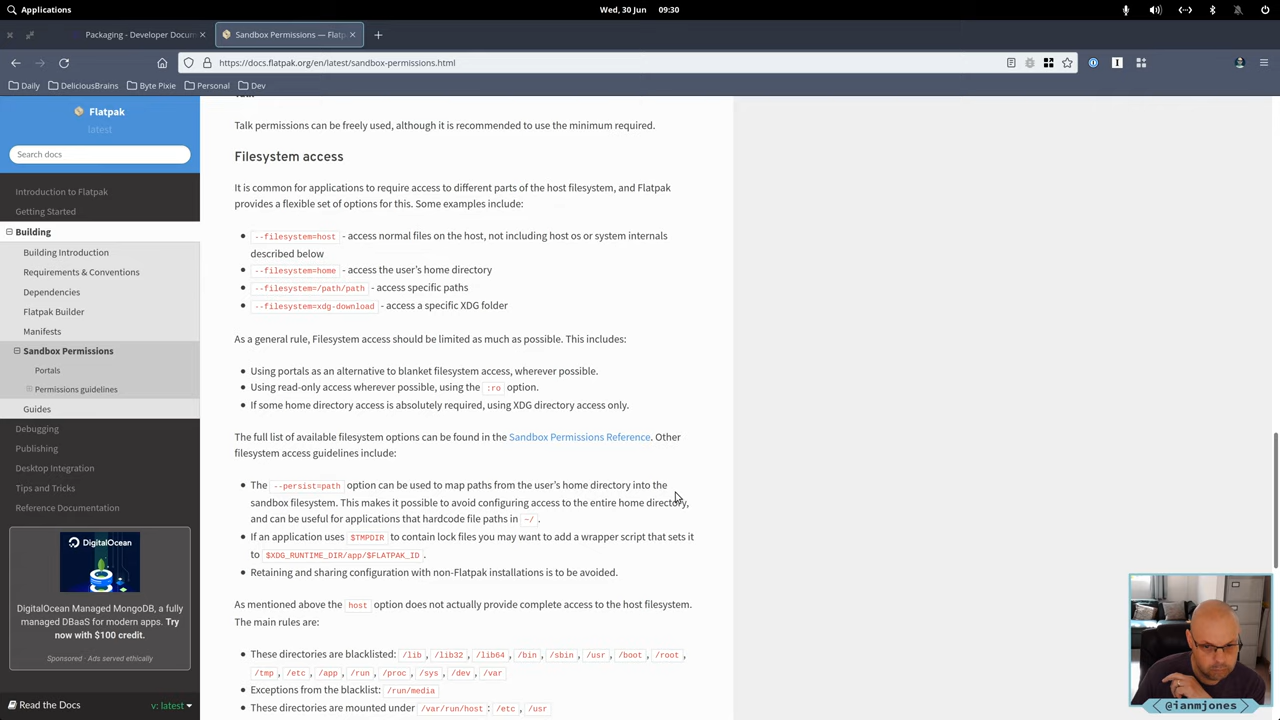 Applications
Wed, 30 Jun 09:30
Packaging - Developer Docum
Sandbox Permissions — Flatpa
https://docs.flatpak.org/en/latest/sandbox-permissions.html
Daily
DeliciousBrains
Byte Pixie
Personal
Dev
Flatpak
latest
Search docs
Introduction to Flatpak
Getting Started
Building
Building Introduction
Requirements & Conventions
Dependencies
Flatpak Builder
Manifests
Sandbox Permissions
Portals
Permissions guidelines
Guides
Debugging
Publishing
Desktop Integration
Tips and Tricks
Reference Documentation
DigitalOcean
DigitalOcean Managed MongoDB, a fully
managed DBaaS for modern apps. Try
now with $100 credit.
Sponsored · Ads served ethically
Read the Docs
v: latest
Talk permissions can be freely used, although it is recommended to use the minimum required.
Filesystem access
It is common for applications to require access to different parts of the host filesystem, and Flatpak
provides a flexible set of options for this. Some examples include:
--filesystem=host - access normal files on the host, not including host os or system internals
described below
--filesystem=home - access the user's home directory
--filesystem=/path/path - access specific paths
--filesystem=xdg-download - access a specific XDG folder
As a general rule, Filesystem access should be limited as much as possible. This includes:
Using portals as an alternative to blanket filesystem access, wherever possible.
Using read-only access wherever possible, using the :ro option.
If some home directory access is absolutely required, using XDG directory access only.
The full list of available filesystem options can be found in the Sandbox Permissions Reference. Other
filesystem access guidelines include:
The --persist=path option can be used to map paths from the user's home directory into the
sandbox filesystem. This makes it possible to avoid configuring access to the entire home directory,
and can be useful for applications that hardcode file paths in ~/ .
If an application uses $TMPDIR to contain lock files you may want to add a wrapper script that sets it
to $XDG_RUNTIME_DIR/app/$FLATPAK_ID .
Retaining and sharing configuration with non-Flatpak installations is to be avoided.
As mentioned above the host option does not actually provide complete access to the host filesystem.
The main rules are:
These directories are blacklisted: /lib , /lib32 , /lib64 , /bin , /sbin , /usr , /boot , /root ,
/tmp , /etc , /app , /run , /proc , /sys , /dev , /var
Exceptions from the blacklist: /run/media
These directories are mounted under /var/run/host : /etc , /usr
@ianmjones